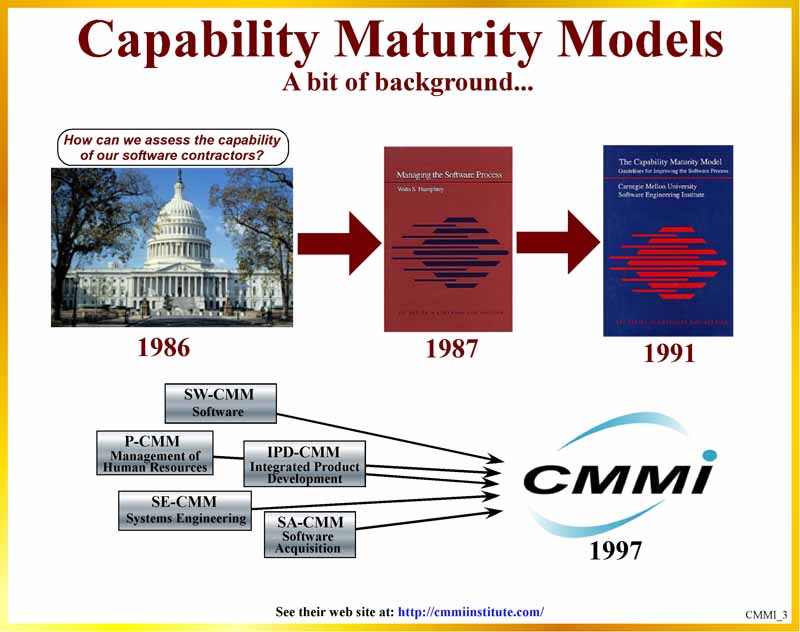 Capability Maturity Models
A bit of background...
How can we assess the capability
of our software contractors?
Managing the Software Process
Watts S. Humphrey
The Capability Maturity Model
Guidelines for Improving the Software Process
Carnegie Mellon University
Software Engineering Institute
1986
1987
1991
SW-CMM
Software
P-CMM
Management of
Human Resources
IPD-CMM
Integrated Product
Development
SE-CMM
Systems Engineering
SA-CMM
Software
Acquisition
CMMi
1997
See their web site at: http://cmmiinstitute.com/
CMMI_3